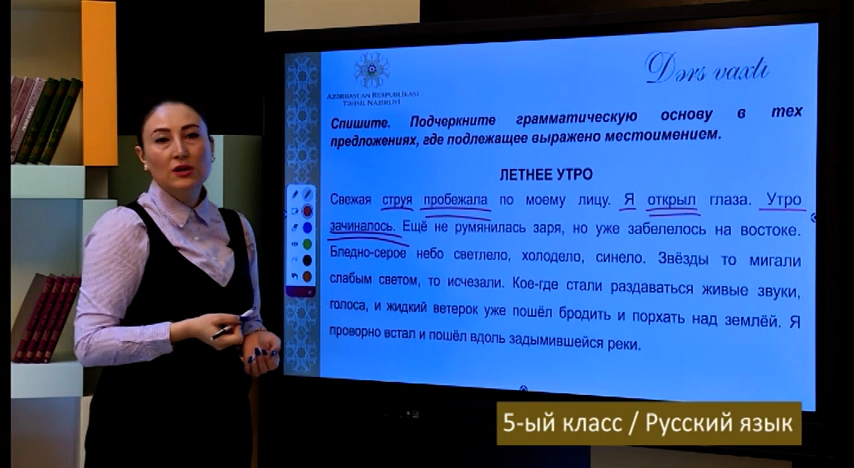 AZƏRBAYCAN RESPUBLİKASI
TƏHSİL NAZİRLİYİ
Dərs vaxtı
Спишите. Подчеркните грамматическую основу в тех
предложениях, где подлежащее выражено местоимением.
ЛЕТНЕЕ УТРО
Свежая струя пробежала по моему лицу. Я открыл глаза. Утро
зачиналось. Ещё не румянилась заря, но уже забелелось на востоке.
Бледно-серое небо светлело, холодело, синело. Звёзды то мигали
слабым светом, то исчезали. Кое-где стали раздаваться живые звуки,
голоса, и жидкий ветерок уже пошёл бродить и порхать над землёй. Я
проворно встал и пошёл вдоль задымившейся реки.
5-ый класс / Русский язык